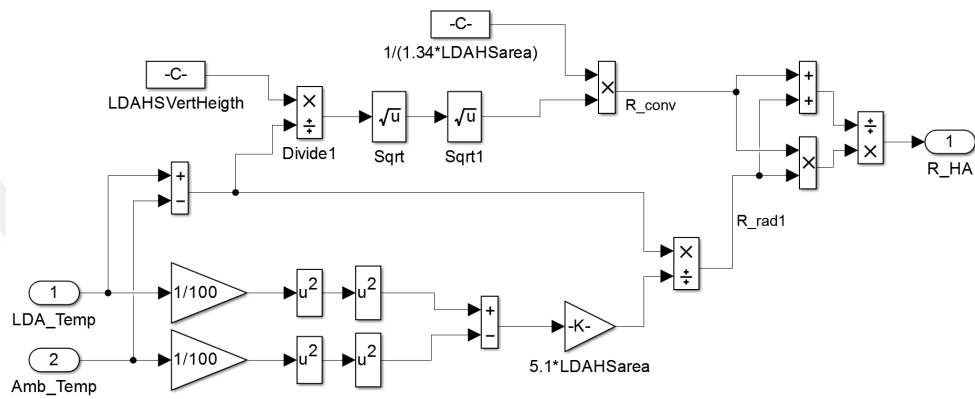 -C-
1/(1.34*LDAHSarea)
-C-
LDAHSVertHeigth
×
÷
Divide1
√u
Sqrt
√u
Sqrt1
×
R_conv
+
+
×
÷
×
1
R_HA
+
−
R_rad1
×
÷
1
LDA_Temp
1/100
u²
u²
+
−
-K-
5.1*LDAHSarea
2
Amb_Temp
1/100
u²
u²